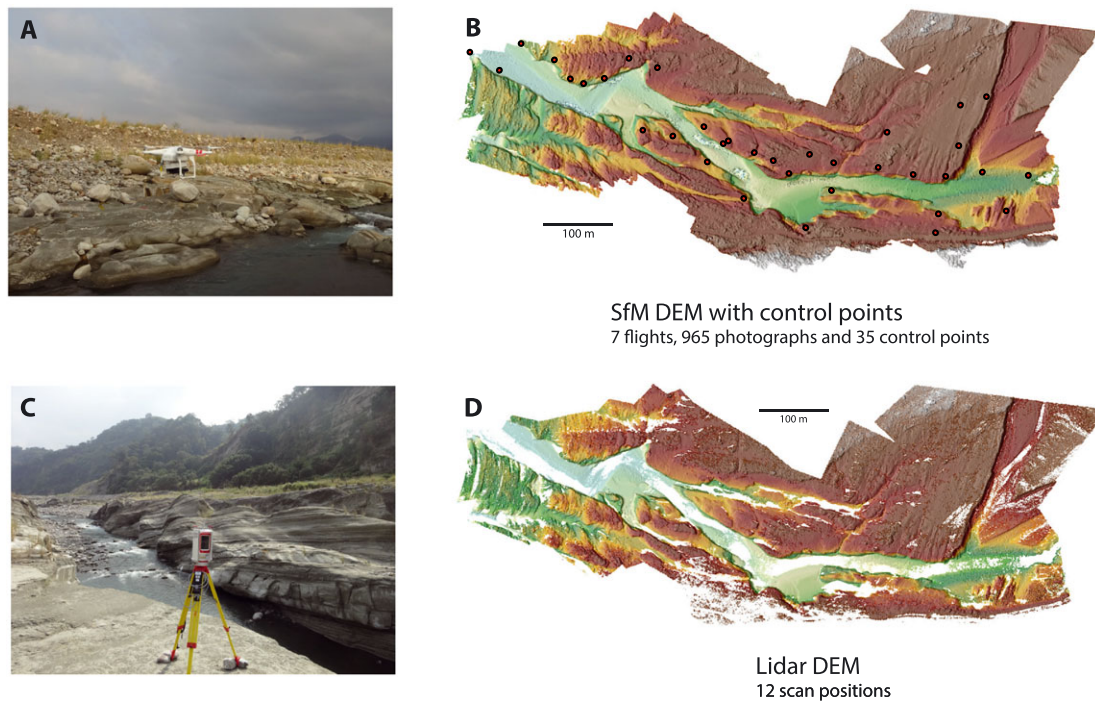 A
B
100 m
SfM DEM with control points
7 flights, 965 photographs and 35 control points
C
D
100 m
Lidar DEM
12 scan positions